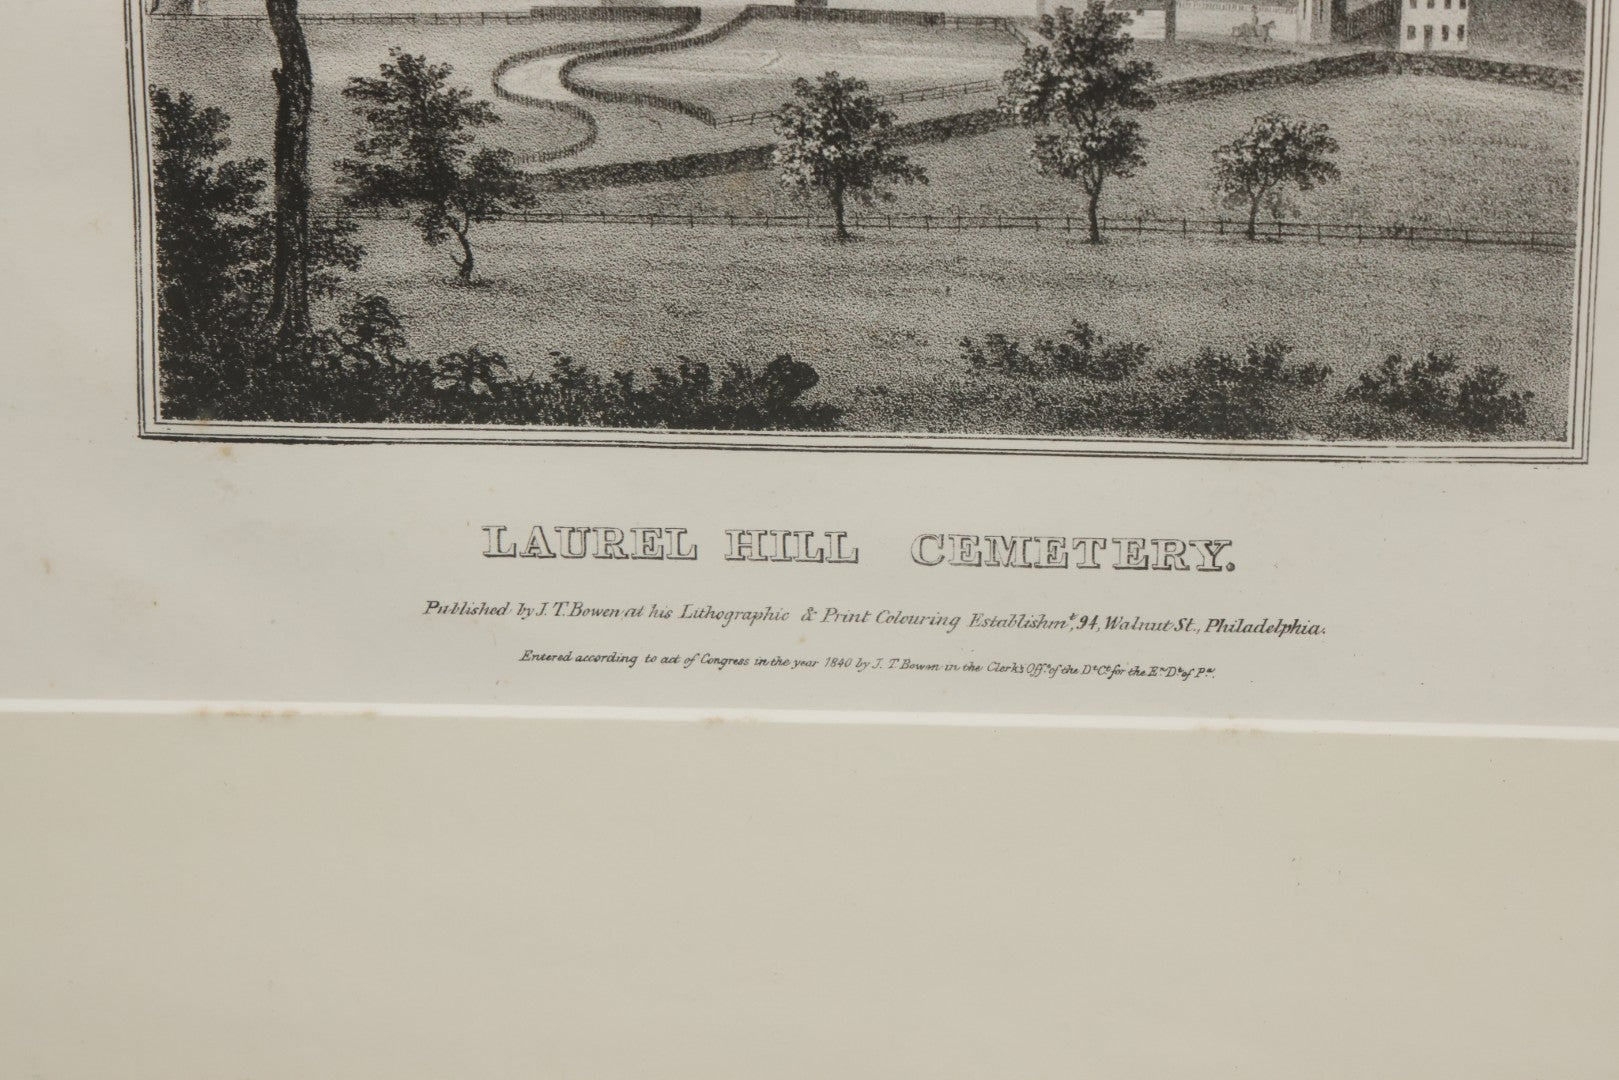 LAUREL HILL CEMETERY.
Published by J. T. Bowen at his Lithographic & Print Colouring Establishmt, 94, Walnut St., Philadelphia.
Entered according to act of Congress in the year 1840 by J. T. Bowen in the Clerk's Offe of the Dt Ct for the En Dt of Pa.